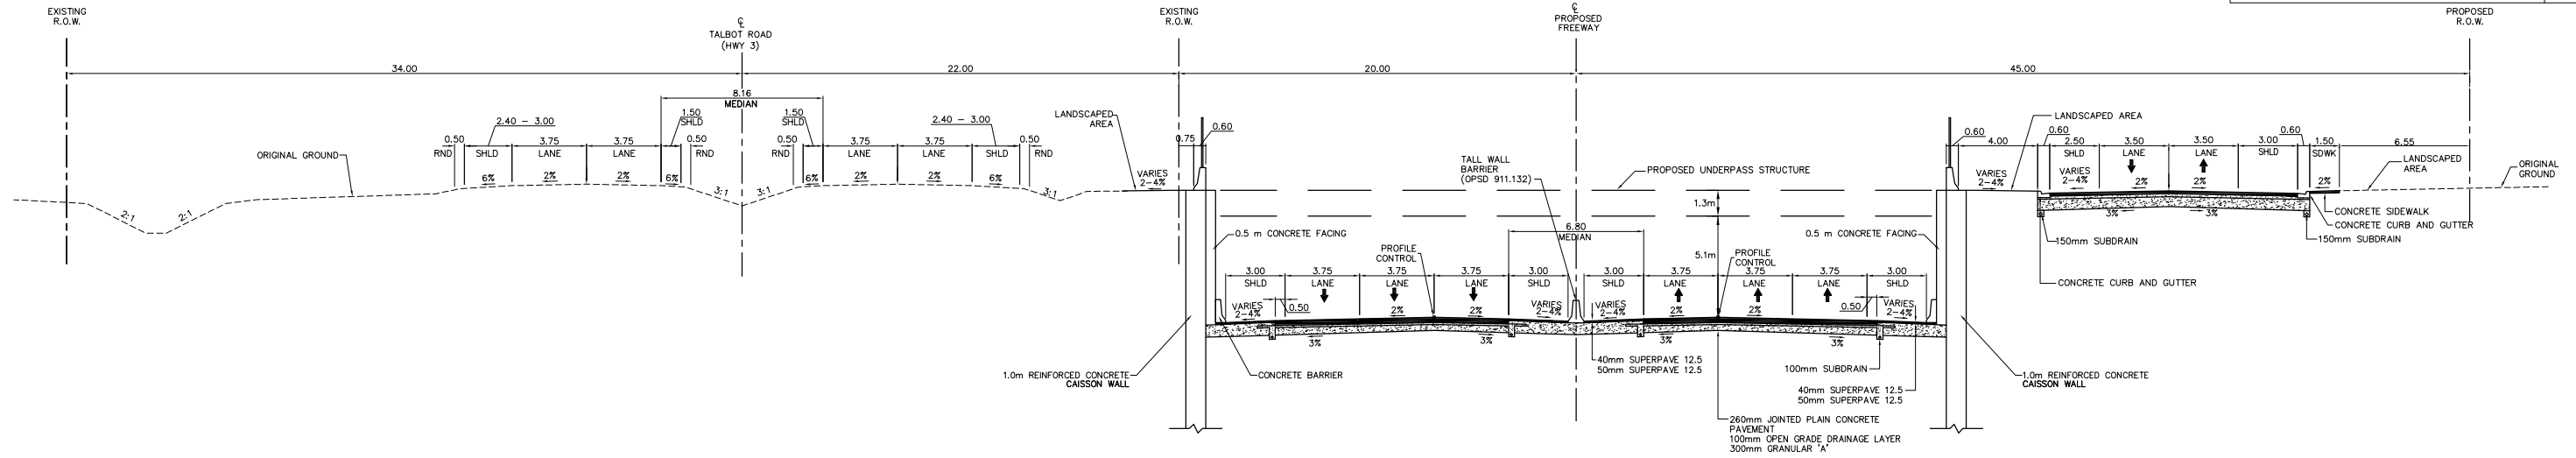 EXISTING
R.O.W.
℄
TALBOT ROAD
(HWY 3)
EXISTING
R.O.W.
℄
PROPOSED
FREEWAY
PROPOSED
R.O.W.
34.00
22.00
20.00
45.00
8.16
MEDIAN
ORIGINAL GROUND
0.50
RND
2.40 - 3.00
SHLD
3.75
LANE
3.75
LANE
1.50
SHLD
0.50
RND
1.50
SHLD
0.50
RND
3.75
LANE
3.75
LANE
2.40 - 3.00
SHLD
0.50
RND
6%
2%
2%
6%
6%
2%
2%
6%
2:1
2:1
3:1
3:1
3:1
LANDSCAPED
AREA
VARIES
2-4%
0.75
0.60
TALL WALL
BARRIER
(OPSD 911.132)
PROPOSED UNDERPASS STRUCTURE
1.3m
5.1m
6.80
MEDIAN
0.5 m CONCRETE FACING
0.5 m CONCRETE FACING
PROFILE
CONTROL
PROFILE
CONTROL
3.00
SHLD
3.75
LANE
3.75
LANE
3.75
LANE
3.00
SHLD
3.00
SHLD
3.75
LANE
3.75
LANE
3.75
LANE
3.00
SHLD
VARIES
2-4%
0.50
2%
2%
VARIES
2-4%
VARIES
2-4%
2%
2%
0.50
VARIES
2-4%
3%
3%
3%
3%
1.0m REINFORCED CONCRETE
CAISSON WALL
CONCRETE BARRIER
40mm SUPERPAVE 12.5
50mm SUPERPAVE 12.5
100mm SUBDRAIN
40mm SUPERPAVE 12.5
50mm SUPERPAVE 12.5
260mm JOINTED PLAIN CONCRETE
PAVEMENT
100mm OPEN GRADE DRAINAGE LAYER
300mm GRANULAR 'A'
1.0m REINFORCED CONCRETE
CAISSON WALL
0.60
4.00
LANDSCAPED AREA
0.60
2.50
SHLD
3.50
LANE
3.50
LANE
3.00
SHLD
0.60
1.50
SDWK
6.55
VARIES
2-4%
VARIES
2-4%
2%
2%
2%
3%
3%
LANDSCAPED
AREA
ORIGINAL
GROUND
CONCRETE SIDEWALK
CONCRETE CURB AND GUTTER
150mm SUBDRAIN
150mm SUBDRAIN
CONCRETE CURB AND GUTTER